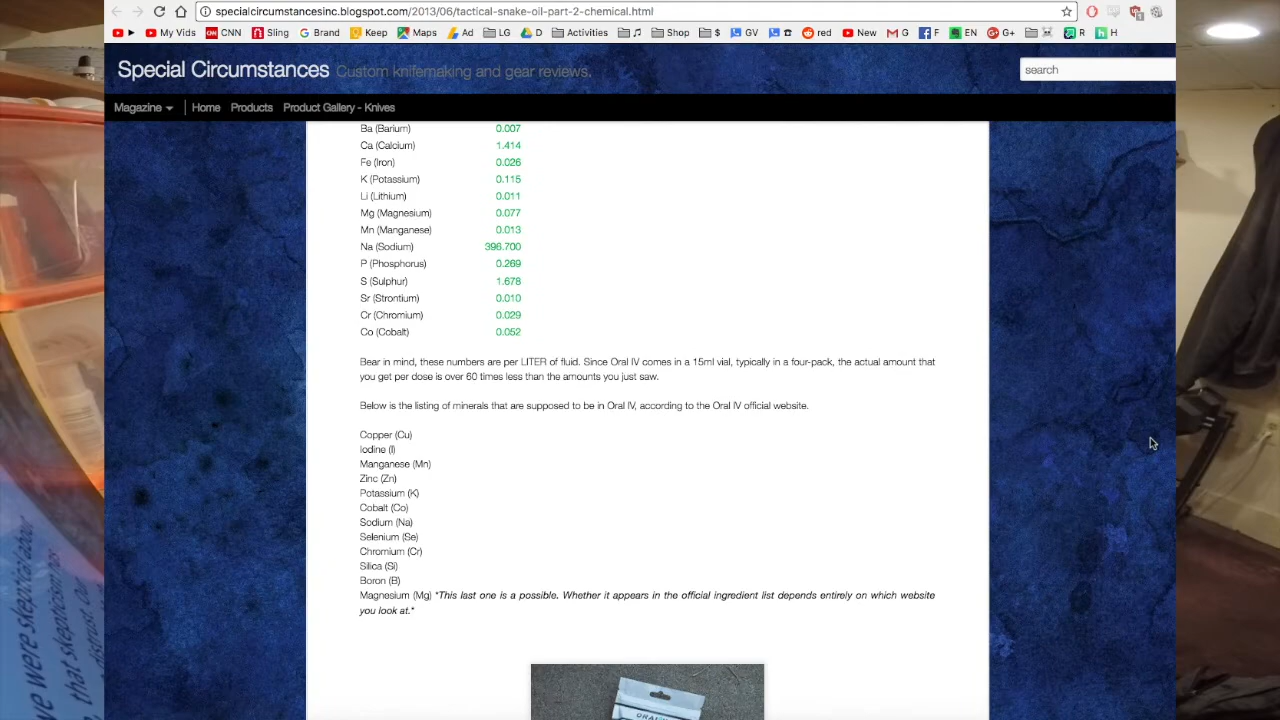 specialcircumstancesinc.blogspot.com/2013/06/tactical-snake-oil-part-2-chemical.html
My Vids CNN Sling Brand Keep Maps Ad LG D Activities Shop $ GV red New G F EN G+ R H
Special Circumstances Custom knifemaking and gear reviews.
search
Magazine Home Products Product Gallery - Knives
Ba (Barium) 0.007
Ca (Calcium) 1.414
Fe (Iron) 0.026
K (Potassium) 0.115
Li (Lithium) 0.011
Mg (Magnesium) 0.077
Mn (Manganese) 0.013
Na (Sodium) 396.700
P (Phosphorus) 0.269
S (Sulphur) 1.678
Sr (Strontium) 0.010
Cr (Chromium) 0.029
Co (Cobalt) 0.052
Bear in mind, these numbers are per LITER of fluid. Since Oral IV comes in a 15ml vial, typically in a four-pack, the actual amount that
you get per dose is over 60 times less than the amounts you just saw.
Below is the listing of minerals that are supposed to be in Oral IV, according to the Oral IV official website.
Copper (Cu)
Iodine (I)
Manganese (Mn)
Zinc (Zn)
Potassium (K)
Cobalt (Co)
Sodium (Na)
Selenium (Se)
Chromium (Cr)
Silica (Si)
Boron (B)
Magnesium (Mg) *This last one is a possible. Whether it appears in the official ingredient list depends entirely on which website
you look at.*
we were skeptical about
that skepticism has